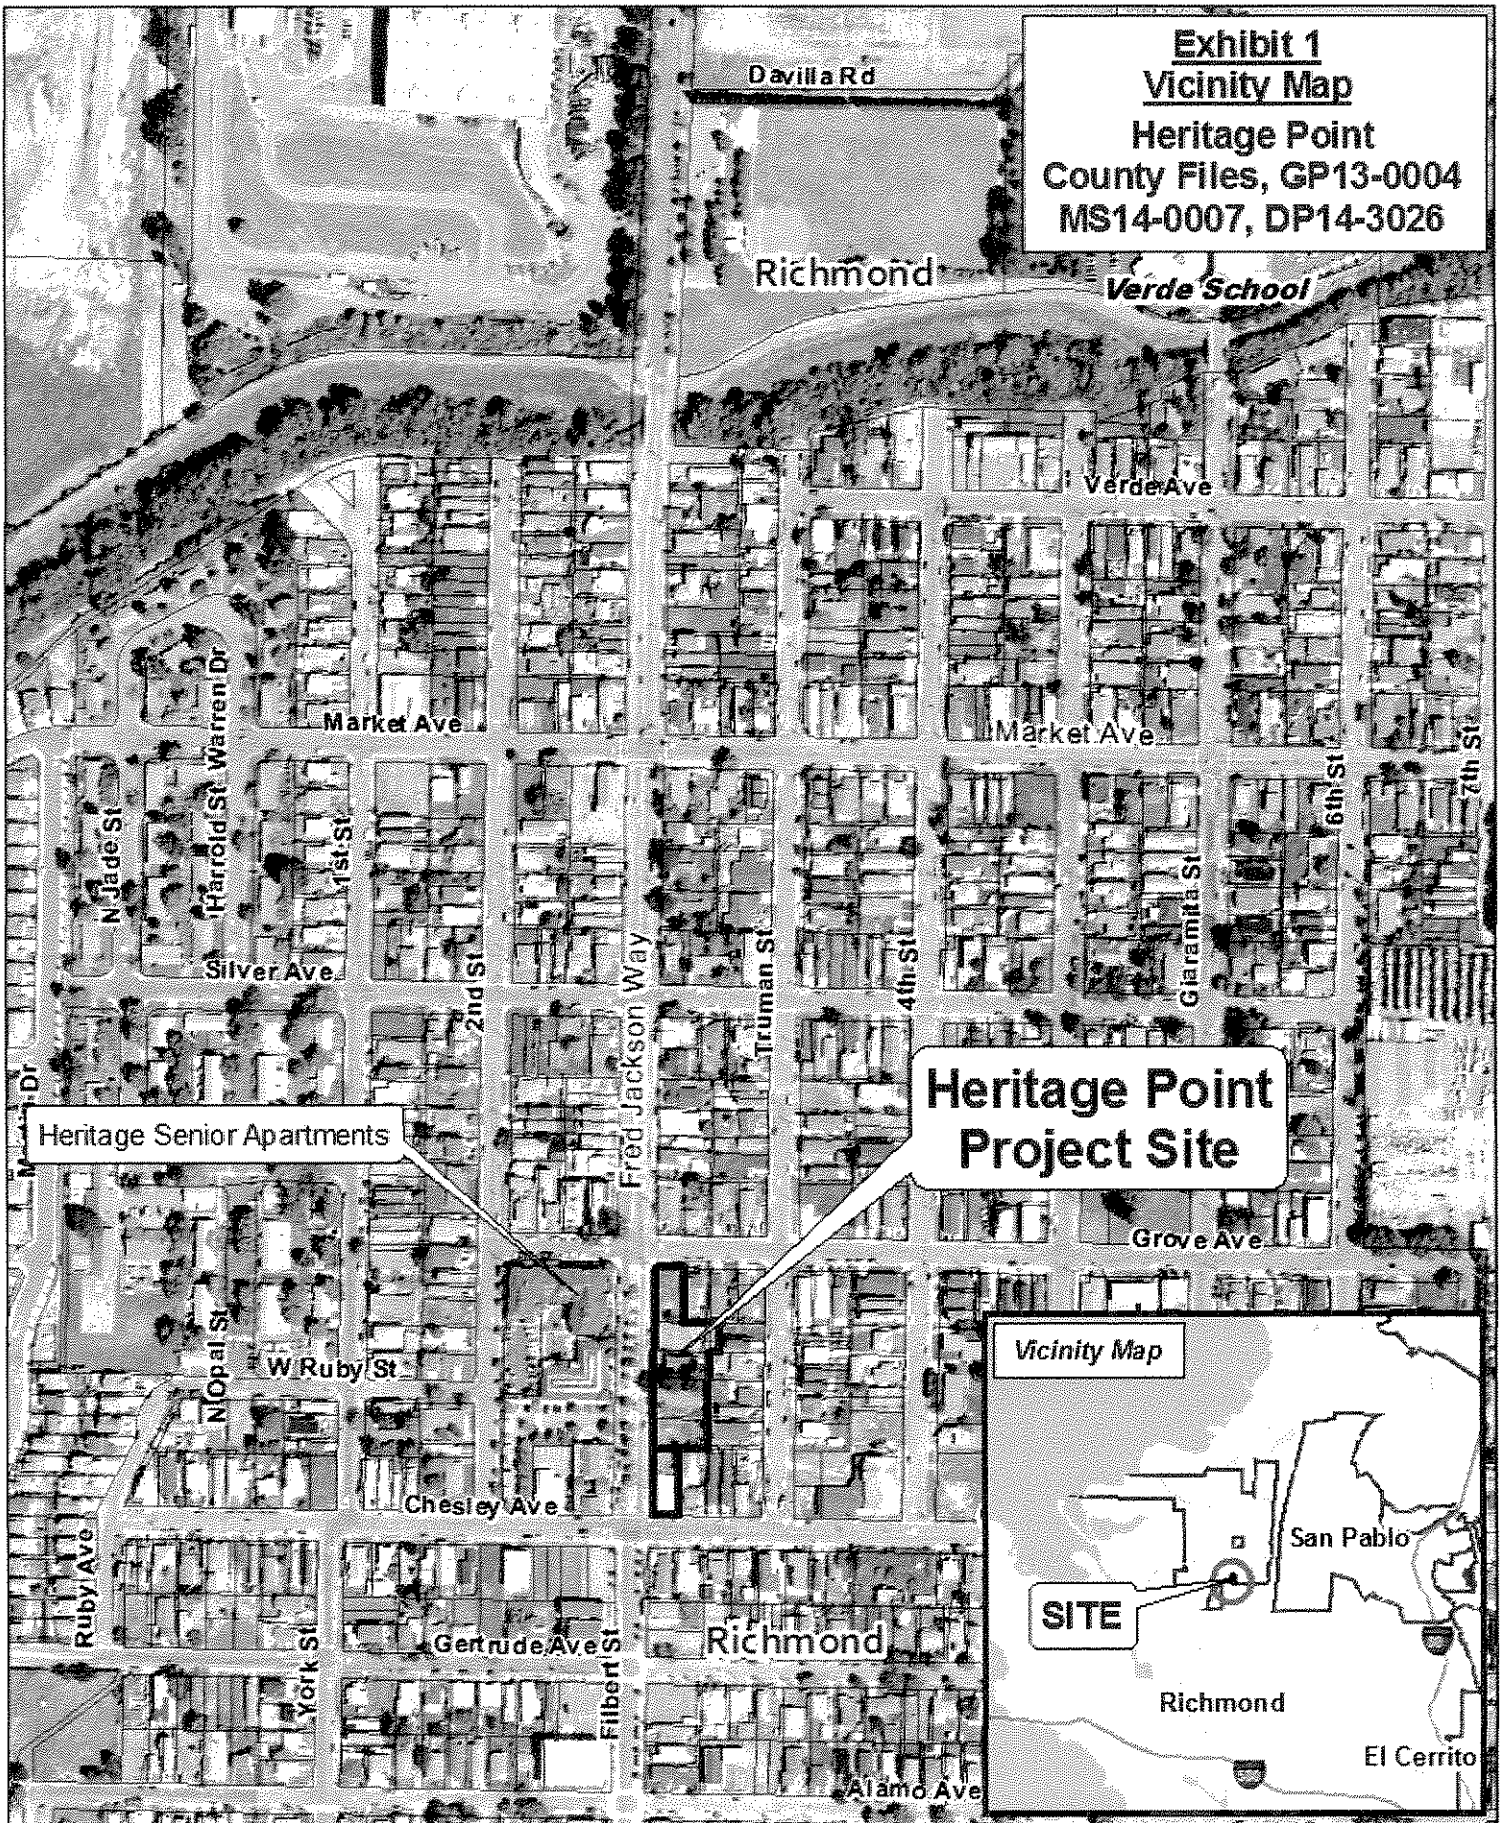 Exhibit 1
Vicinity Map
Heritage Point
County Files, GP13-0004
MS14-0007, DP14-3026
Davilla Rd
Richmond
Verde School
Verde Ave
Market Ave
Market Ave
N Jade St
Harrold St
Warren Dr
1st St
2nd St
Fred Jackson Way
Truman St
4th St
Giaramita St
6th St
7th St
Silver Ave
Dr
Heritage Senior Apartments
Heritage Point
Project Site
Grove Ave
N Opal St
W Ruby St
Chesley Ave
Ruby Ave
York St
Gertrude Ave
Filbert St
Richmond
Alamo Ave
Vicinity Map
San Pablo
SITE
Richmond
El Cerrito